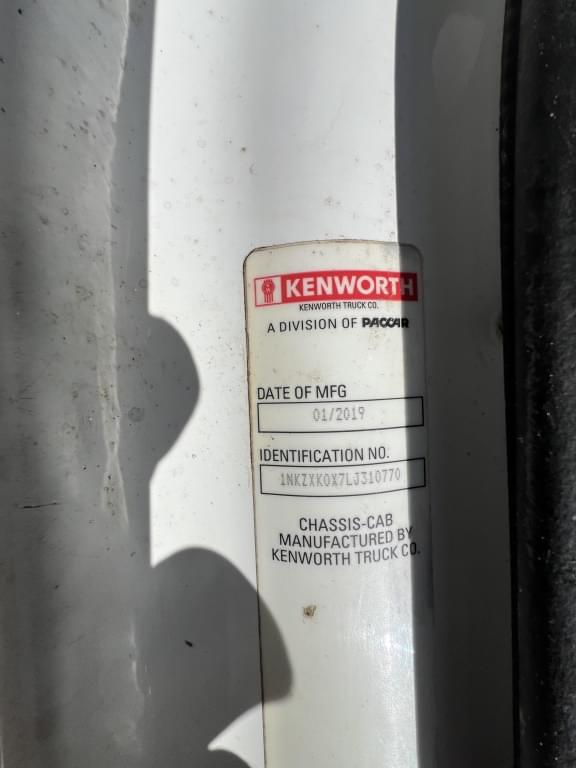 KENWORTH
KENWORTH TRUCK CO.
A DIVISION OF PACCAR
DATE OF MFG
01/2019
IDENTIFICATION NO.
1NKZXK0X7LJ310770
CHASSIS-CAB
MANUFACTURED BY
KENWORTH TRUCK CO.